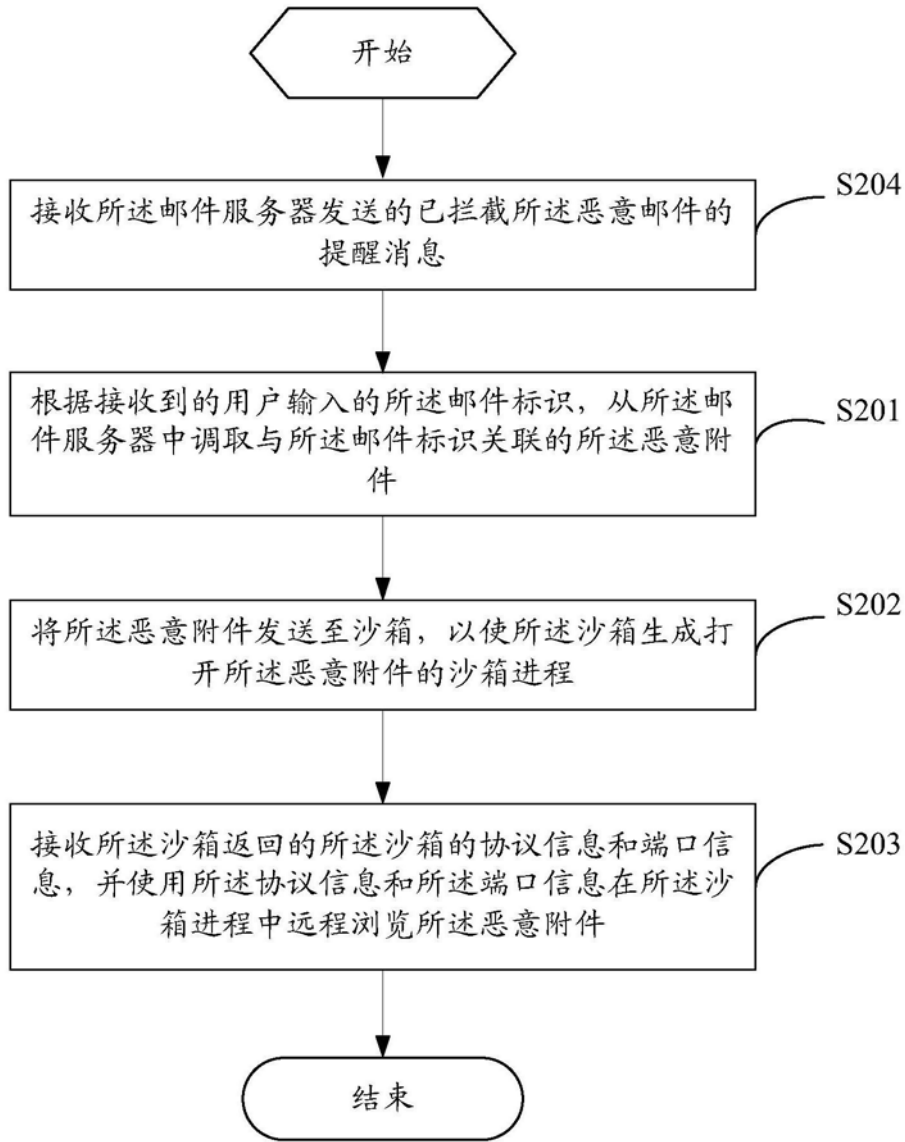 开始
接收所述邮件服务器发送的已拦截所述恶意邮件的
提醒消息
S204
根据接收到的用户输入的所述邮件标识，从所述邮
件服务器中调取与所述邮件标识关联的所述恶意附
件
S201
将所述恶意附件发送至沙箱，以使所述沙箱生成打
开所述恶意附件的沙箱进程
S202
接收所述沙箱返回的所述沙箱的协议信息和端口信
息，并使用所述协议信息和所述端口信息在所述沙
箱进程中远程浏览所述恶意附件
S203
结束